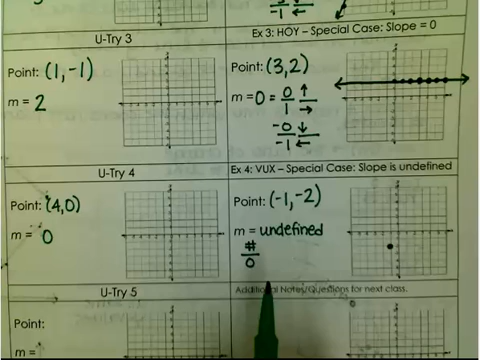 U-Try 3
Point: (1, -1)
m = 2
Ex 3: HOY – Special Case: Slope = 0
Point: (3, 2)
m = 0 = 0/1 ↑/→
-0/-1 ↓/←
U-Try 4
Point: (4,0)
m = 0
Ex 4: VUX – Special Case: Slope is undefined
Point: (-1, -2)
m = undefined
#/0
U-Try 5
Point:
m =
Additional Notes/Questions for next class.